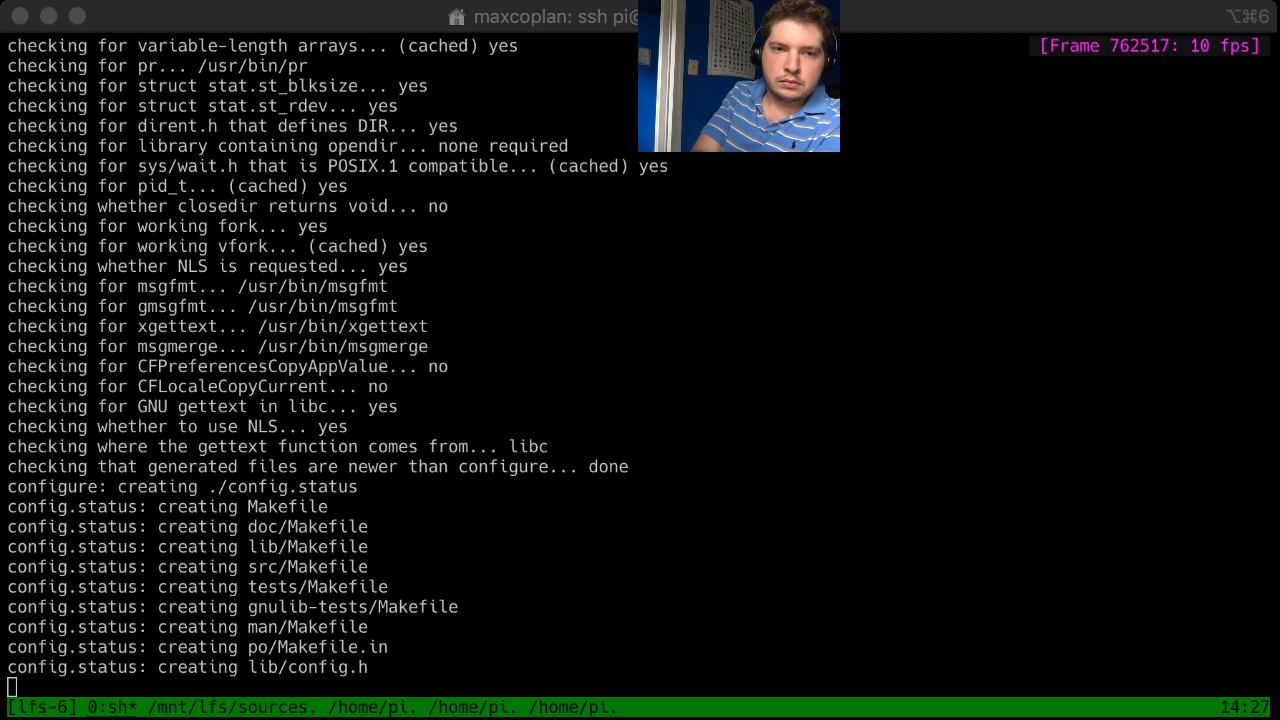 maxcoplan: ssh pi@
⌥⌘6
checking for variable-length arrays... (cached) yes
[Frame 762517: 10 fps]
checking for pr... /usr/bin/pr
checking for struct stat.st_blksize... yes
checking for struct stat.st_rdev... yes
checking for dirent.h that defines DIR... yes
checking for library containing opendir... none required
checking for sys/wait.h that is POSIX.1 compatible... (cached) yes
checking for pid_t... (cached) yes
checking whether closedir returns void... no
checking for working fork... yes
checking for working vfork... (cached) yes
checking whether NLS is requested... yes
checking for msgfmt... /usr/bin/msgfmt
checking for gmsgfmt... /usr/bin/msgfmt
checking for xgettext... /usr/bin/xgettext
checking for msgmerge... /usr/bin/msgmerge
checking for CFPreferencesCopyAppValue... no
checking for CFLocaleCopyCurrent... no
checking for GNU gettext in libc... yes
checking whether to use NLS... yes
checking where the gettext function comes from... libc
checking that generated files are newer than configure... done
configure: creating ./config.status
config.status: creating Makefile
config.status: creating doc/Makefile
config.status: creating lib/Makefile
config.status: creating src/Makefile
config.status: creating tests/Makefile
config.status: creating gnulib-tests/Makefile
config.status: creating man/Makefile
config.status: creating po/Makefile.in
config.status: creating lib/config.h
[lfs-6] 0:sh* /mnt/lfs/sources. /home/pi. /home/pi. /home/pi.
14:27